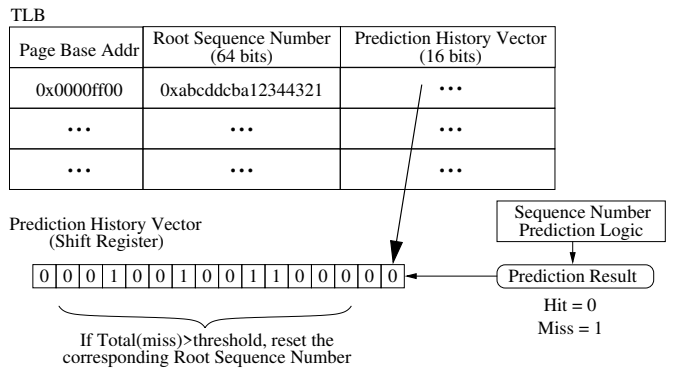 TLB
Page Base Addr Root Sequence Number (64 bits) Prediction History Vector (16 bits)
0x0000ff00 0xabcddcba12344321 ...
... ... ...
... ... ...
Prediction History Vector
(Shift Register)
Sequence Number
Prediction Logic
0 0 0 1 0 0 1 0 0 1 1 0 0 0 0 0
Prediction Result
Hit = 0
Miss = 1
If Total(miss)>threshold, reset the
corresponding Root Sequence Number